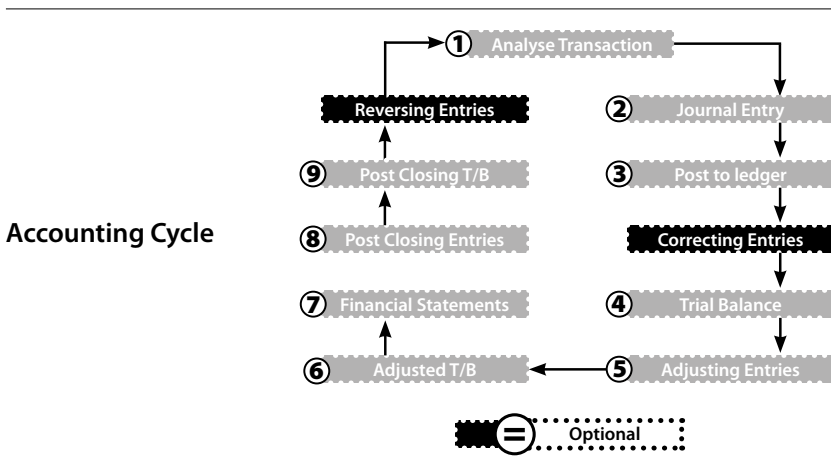 ① Analyse Transaction
Reversing Entries
② Journal Entry
⑨ Post Closing T/B
③ Post to ledger
Accounting Cycle
⑧ Post Closing Entries
Correcting Entries
⑦ Financial Statements
④ Trial Balance
⑥ Adjusted T/B
⑤ Adjusting Entries
= Optional